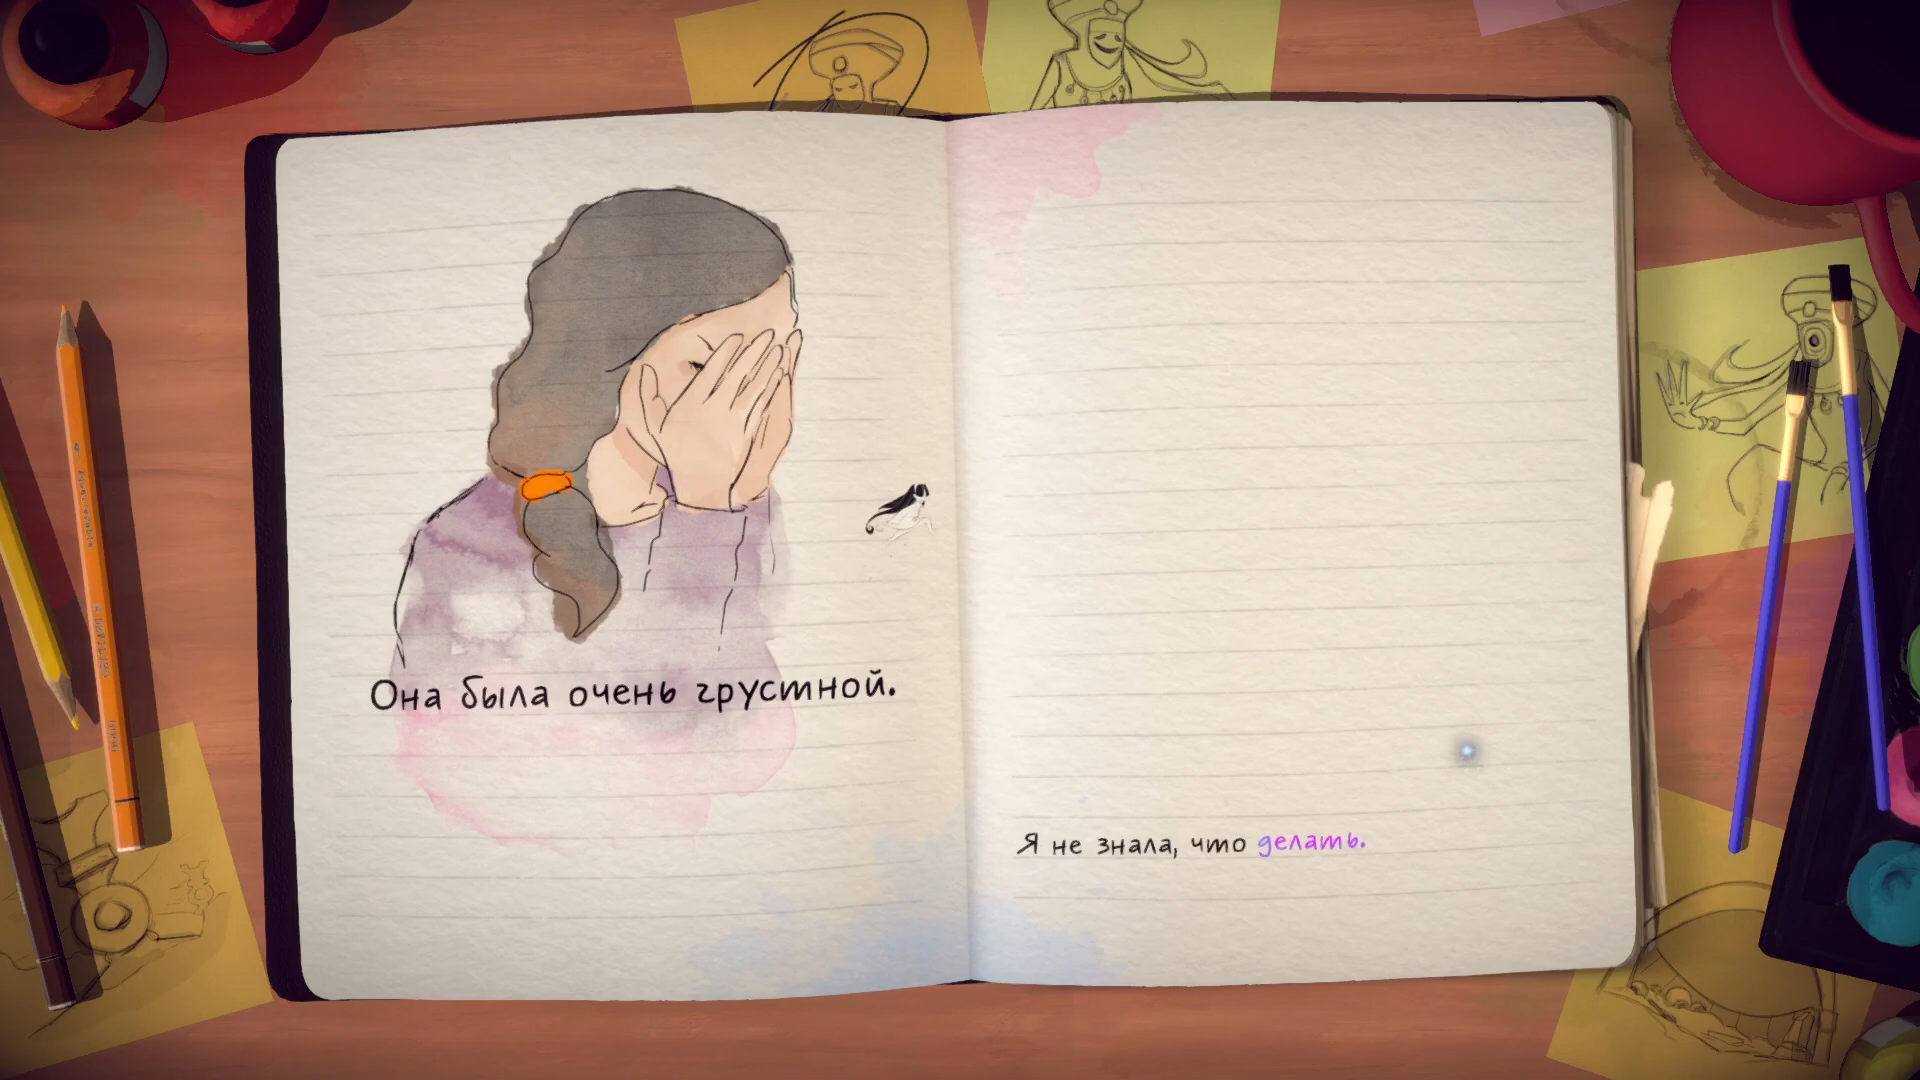 Она была очень грустной.
Я не знала, что делать.